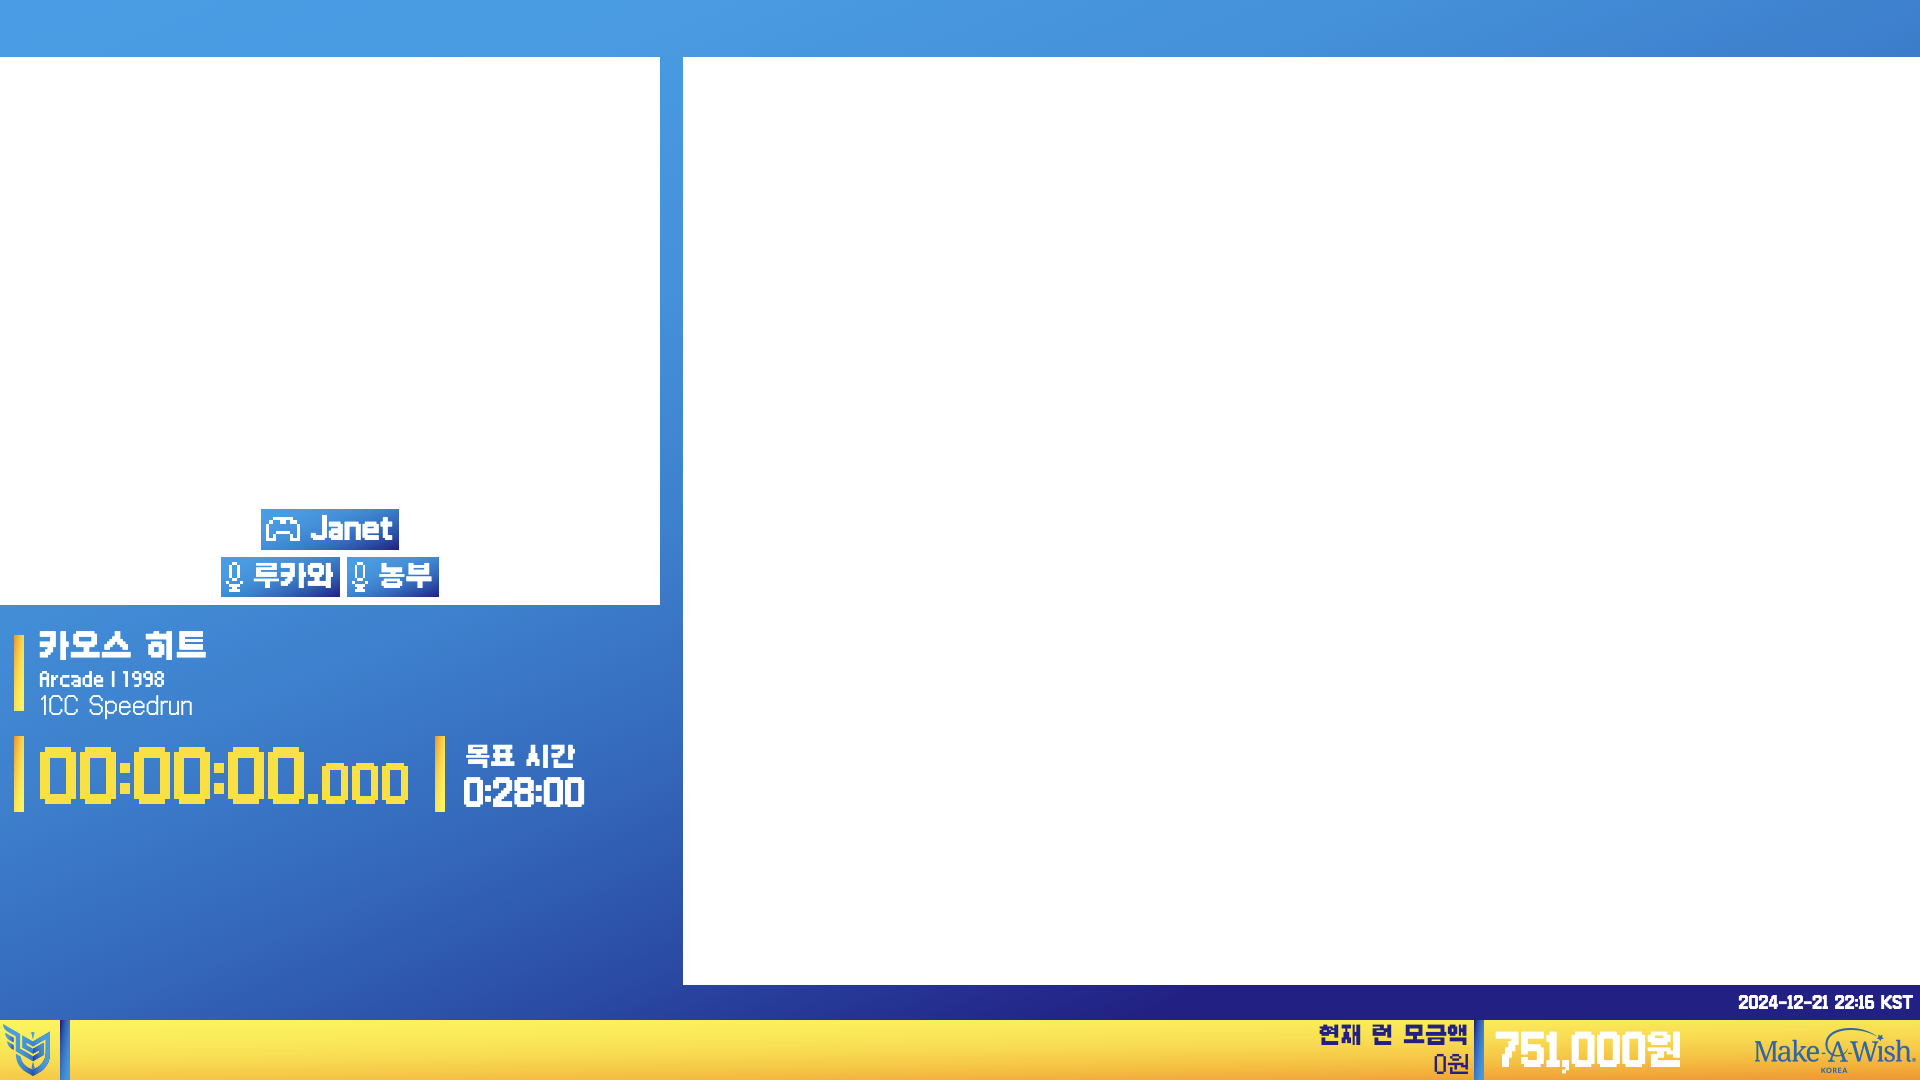 Janet
루카와 농부
카오스 히트
Arcade | 1998
1CC Speedrun
00:00:00.000
목표 시간
0:28:00
2024-12-21 22:16 KST
현재 런 모금액
0원
751,000원
Make-A-Wish.
KOREA